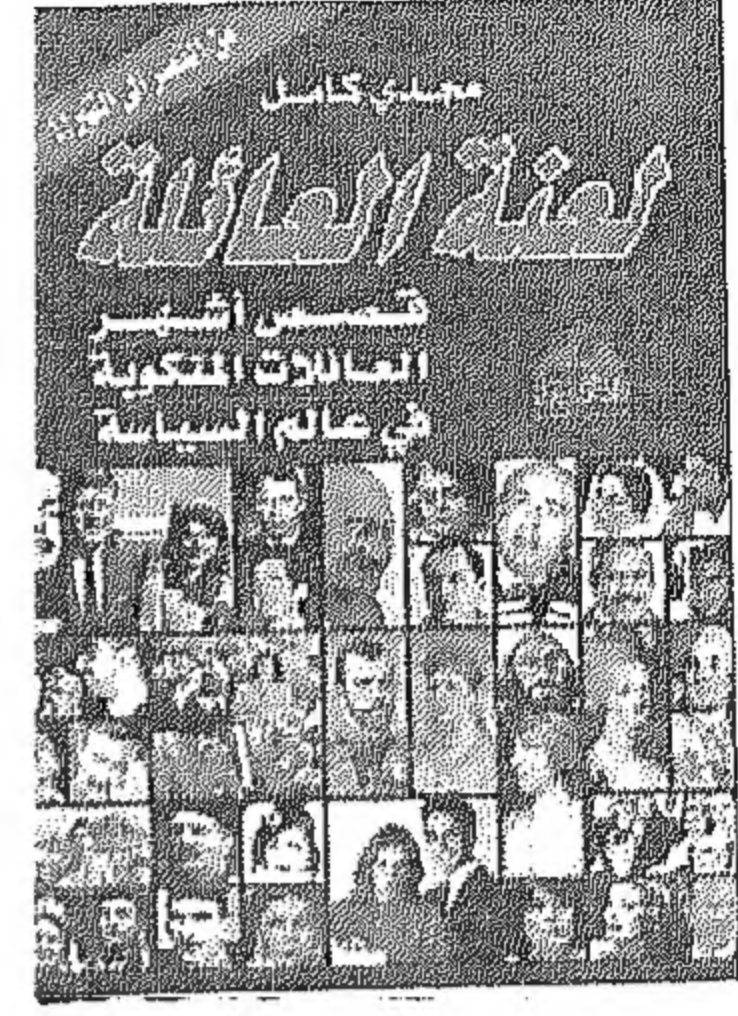 مجدي كامل
لعنة العائلة
قصص أشهر
العائلات المنكوبة
في عالم السياسة